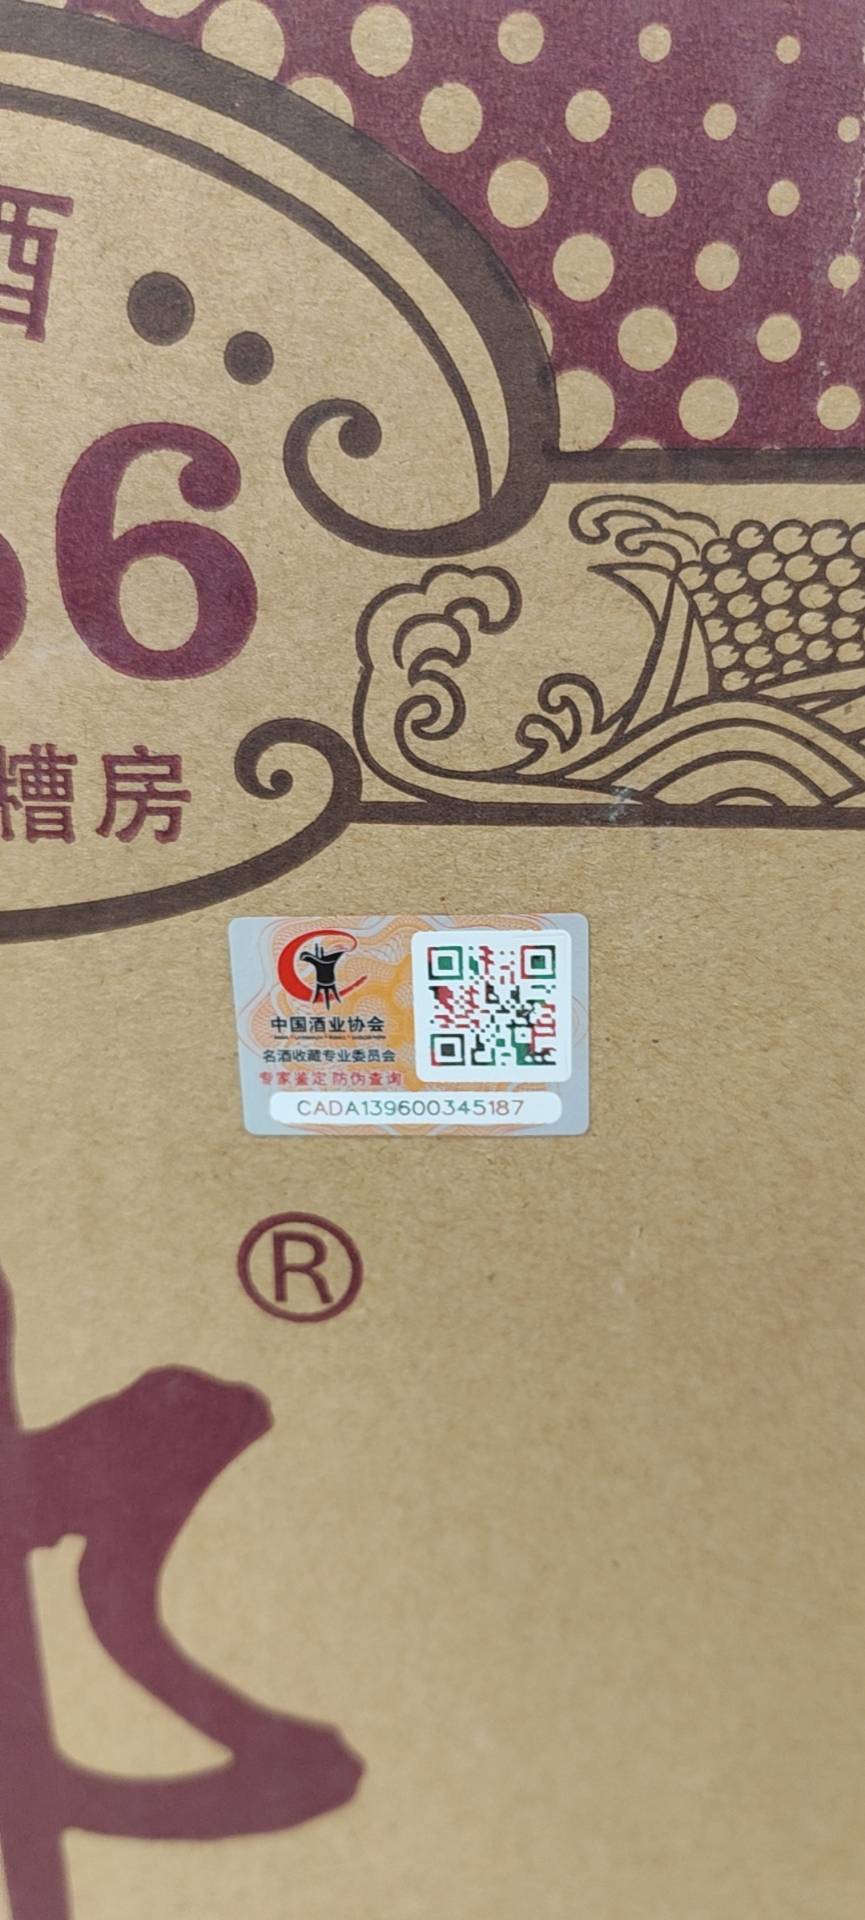 酒
6
糟房
中国酒业协会
名酒收藏专业委员会
专家鉴定 防伪查询
CADA139600345187
®